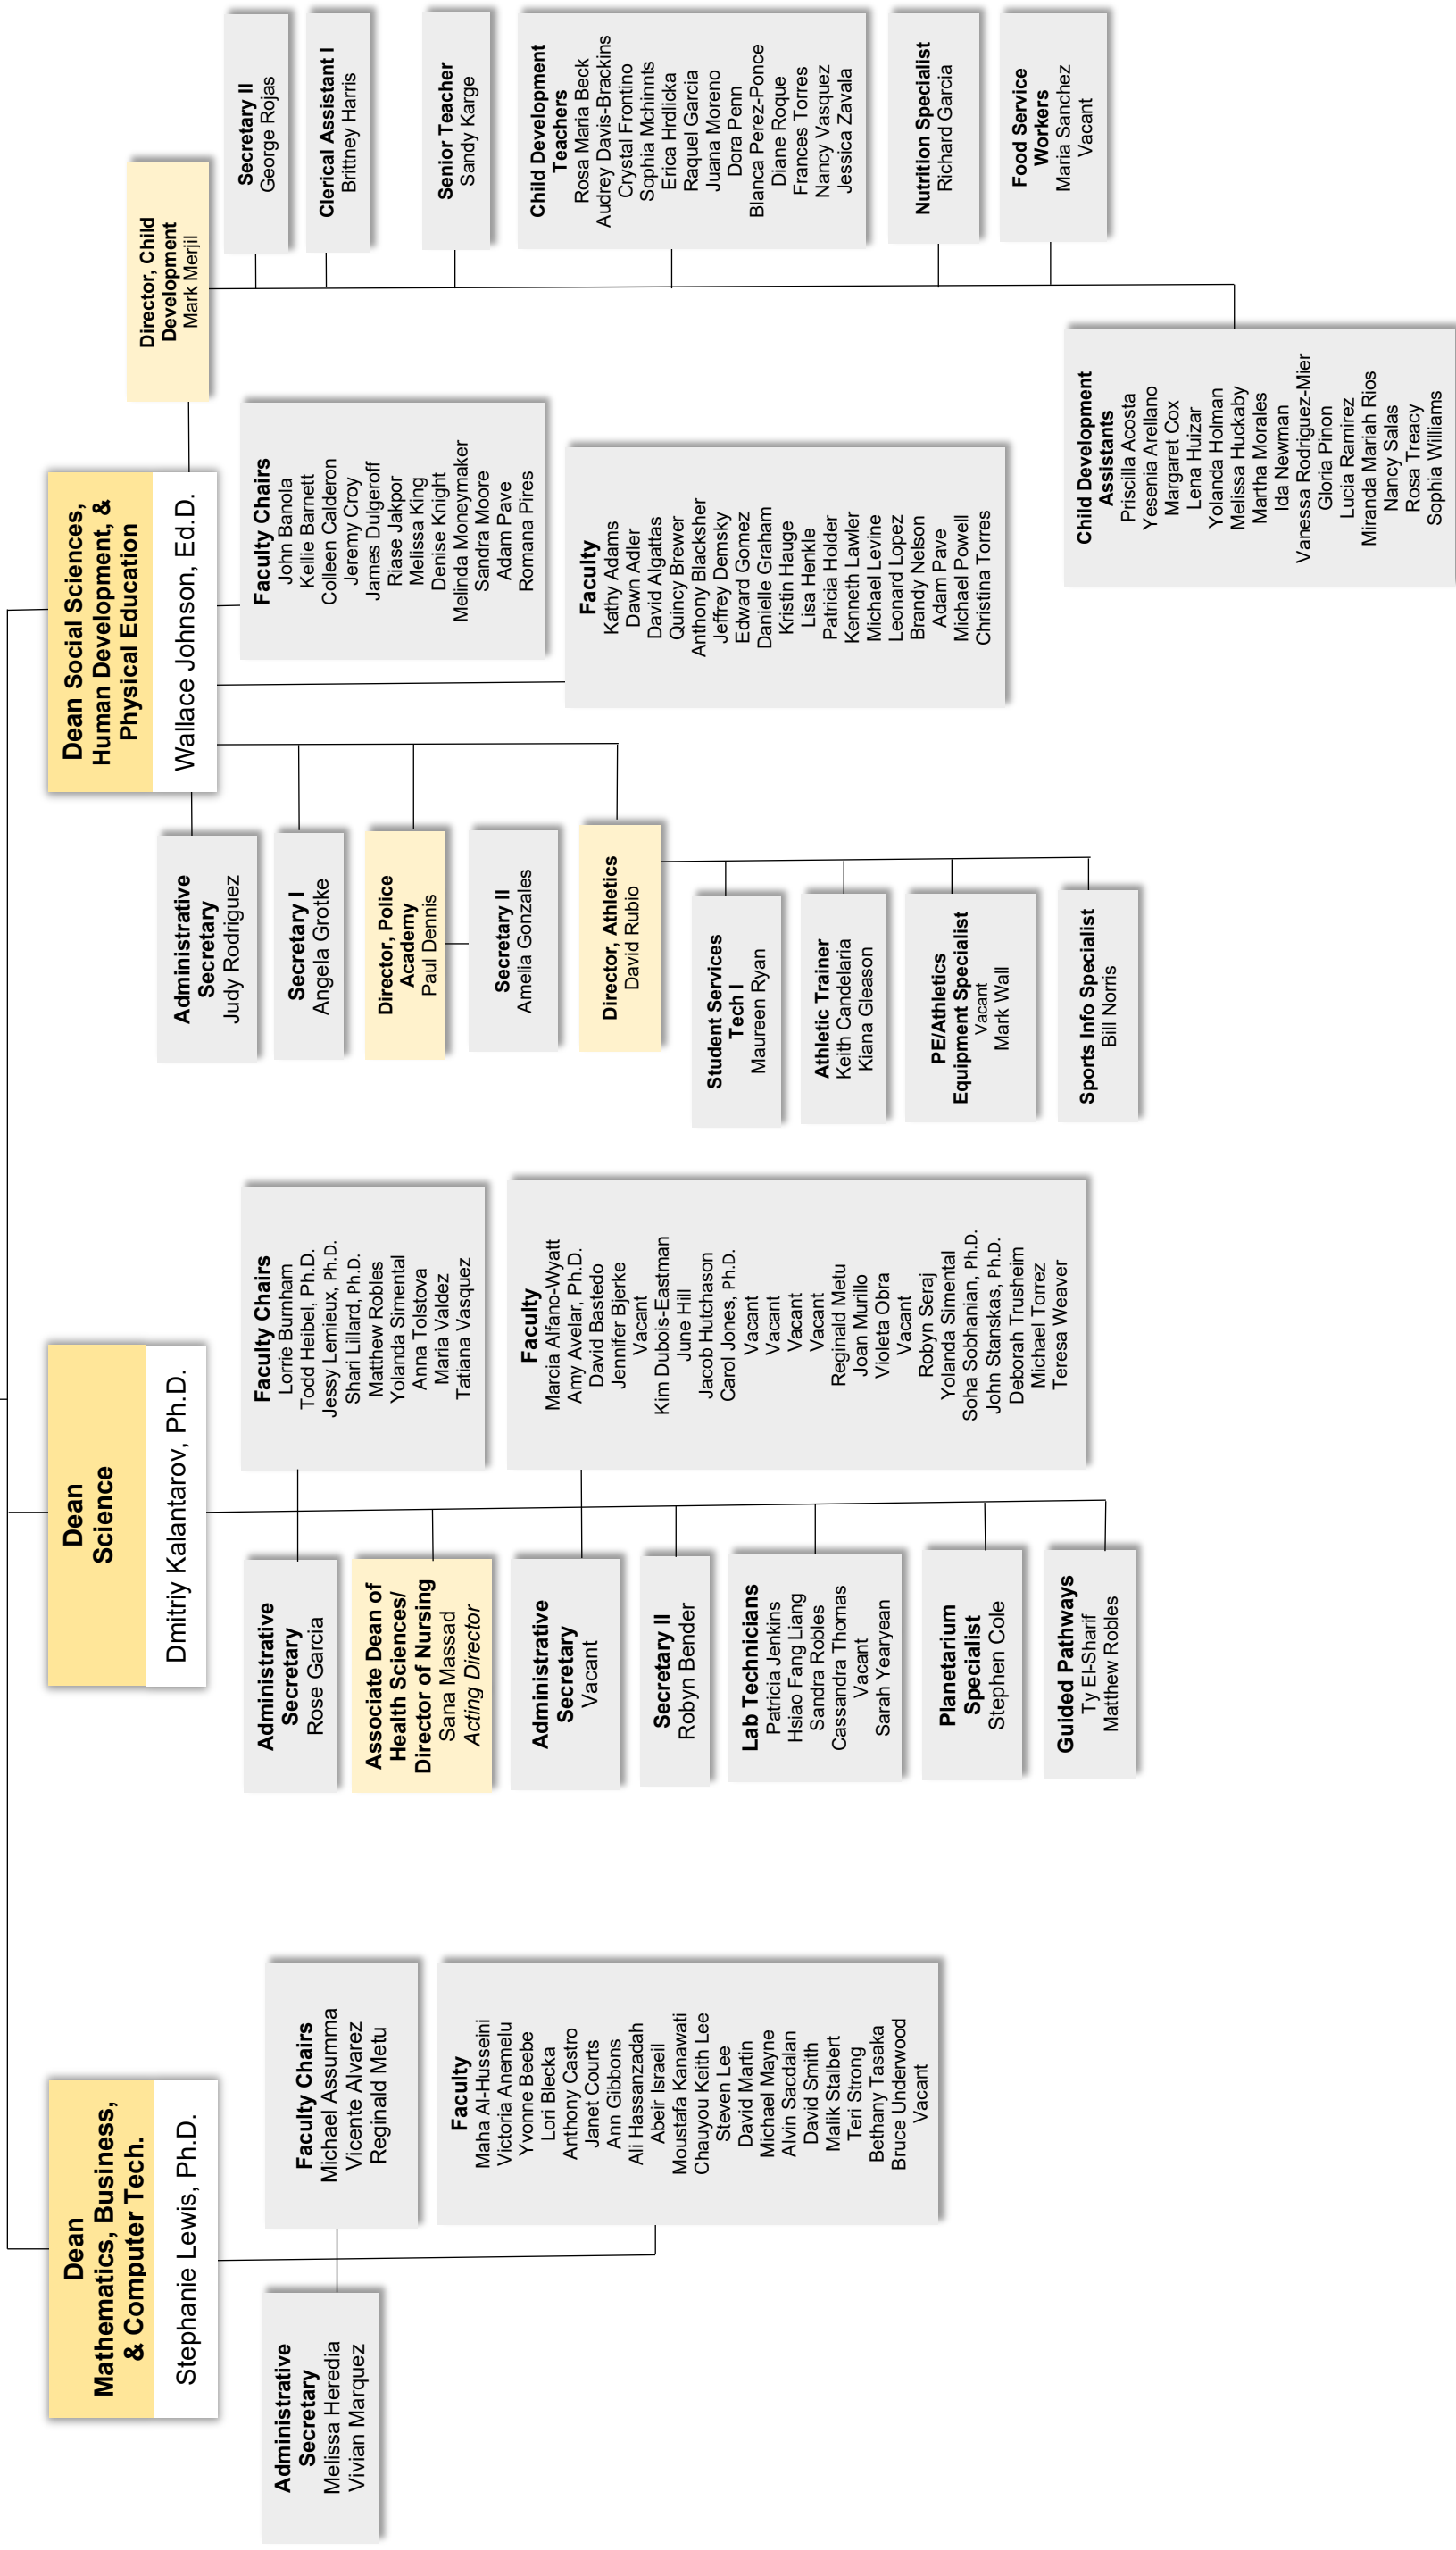 Dean
Mathematics, Business,
& Computer Tech.
Stephanie Lewis, Ph.D.
Administrative
Secretary
Melissa Heredia
Vivian Marquez
Faculty Chairs
Michael Assumma
Vicente Alvarez
Reginald Metu
Faculty
Maha Al-Husseini
Victoria Anemelu
Yvonne Beebe
Lori Blecka
Anthony Castro
Janet Courts
Ann Gibbons
Ali Hassanzadah
Abeir Israeil
Moustafa Kanawati
Chauyou Keith Lee
Steven Lee
David Martin
Michael Mayne
Alvin Sacdalan
David Smith
Malik Stalbert
Teri Strong
Bethany Tasaka
Bruce Underwood
Vacant
Dean
Science
Dmitriy Kalantarov, Ph.D.
Administrative
Secretary
Rose Garcia
Associate Dean of
Health Sciences/
Director of Nursing
Sana Massad
Acting Director
Administrative
Secretary
Vacant
Secretary II
Robyn Bender
Lab Technicians
Patricia Jenkins
Hsiao Fang Liang
Sandra Robles
Cassandra Thomas
Vacant
Sarah Yearyean
Planetarium
Specialist
Stephen Cole
Guided Pathways
Ty El-Sharif
Matthew Robles
Faculty Chairs
Lorrie Burnham
Todd Heibel, Ph.D.
Jessy Lemieux, Ph.D.
Shari Lillard, Ph.D.
Matthew Robles
Yolanda Simental
Anna Tolstova
Maria Valdez
Tatiana Vasquez
Faculty
Marcia Alfano-Wyatt
Amy Avelar, Ph.D.
David Bastedo
Jennifer Bjerke
Vacant
Kim Dubois-Eastman
June Hill
Jacob Hutchason
Carol Jones, Ph.D.
Vacant
Vacant
Vacant
Vacant
Reginald Metu
Joan Murillo
Violeta Obra
Vacant
Robyn Seraj
Yolanda Simental
Soha Sobhanian, Ph.D.
John Stanskas, Ph.D.
Deborah Trusheim
Michael Torrez
Teresa Weaver
Dean Social Sciences,
Human Development, &
Physical Education
Wallace Johnson, Ed.D.
Administrative
Secretary
Judy Rodriguez
Secretary I
Angela Grotke
Director, Police
Academy
Paul Dennis
Secretary II
Amelia Gonzales
Director, Athletics
David Rubio
Student Services
Tech I
Maureen Ryan
Athletic Trainer
Keith Candelaria
Kiana Gleason
PE/Athletics
Equipment Specialist
Vacant
Mark Wall
Sports Info Specialist
Bill Norris
Faculty Chairs
John Banola
Kellie Barnett
Colleen Calderon
Jeremy Croy
James Dulgeroff
Riase Jakpor
Melissa King
Denise Knight
Melinda Moneymaker
Sandra Moore
Adam Pave
Romana Pires
Faculty
Kathy Adams
Dawn Adler
David Algattas
Quincy Brewer
Anthony Blacksher
Jeffrey Demsky
Edward Gomez
Danielle Graham
Kristin Hauge
Lisa Henkle
Patricia Holder
Kenneth Lawler
Michael Levine
Leonard Lopez
Brandy Nelson
Adam Pave
Michael Powell
Christina Torres
Director, Child
Development
Mark Merjil
Secretary II
George Rojas
Clerical Assistant I
Brittney Harris
Senior Teacher
Sandy Karge
Child Development
Teachers
Rosa Maria Beck
Audrey Davis-Brackins
Crystal Frontino
Sophia Mchinnts
Erica Hrdlicka
Raquel Garcia
Juana Moreno
Dora Penn
Blanca Perez-Ponce
Diane Roque
Frances Torres
Nancy Vasquez
Jessica Zavala
Nutrition Specialist
Richard Garcia
Food Service
Workers
Maria Sanchez
Vacant
Child Development
Assistants
Priscilla Acosta
Yesenia Arellano
Margaret Cox
Lena Huizar
Yolanda Holman
Melissa Huckaby
Martha Morales
Ida Newman
Vanessa Rodriguez-Mier
Gloria Pinon
Lucia Ramirez
Miranda Mariah Rios
Nancy Salas
Rosa Treacy
Sophia Williams